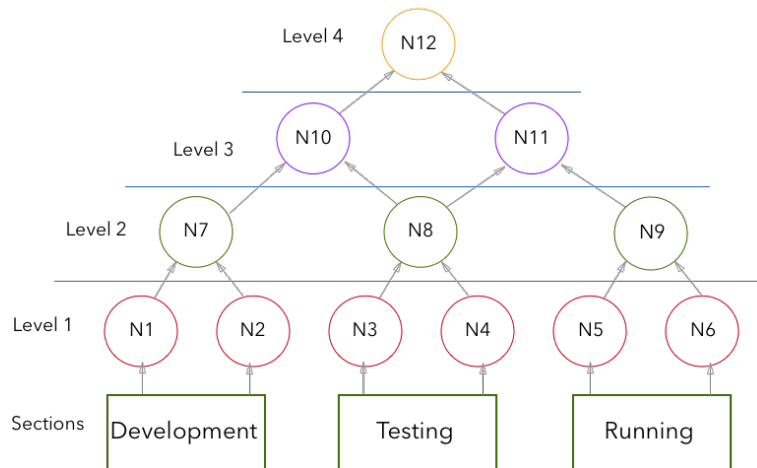 Level 4
N12
N10
N11
Level 3
Level 2
N7
N8
N9
Level 1
N1
N2
N3
N4
N5
N6
Sections
Development
Testing
Running